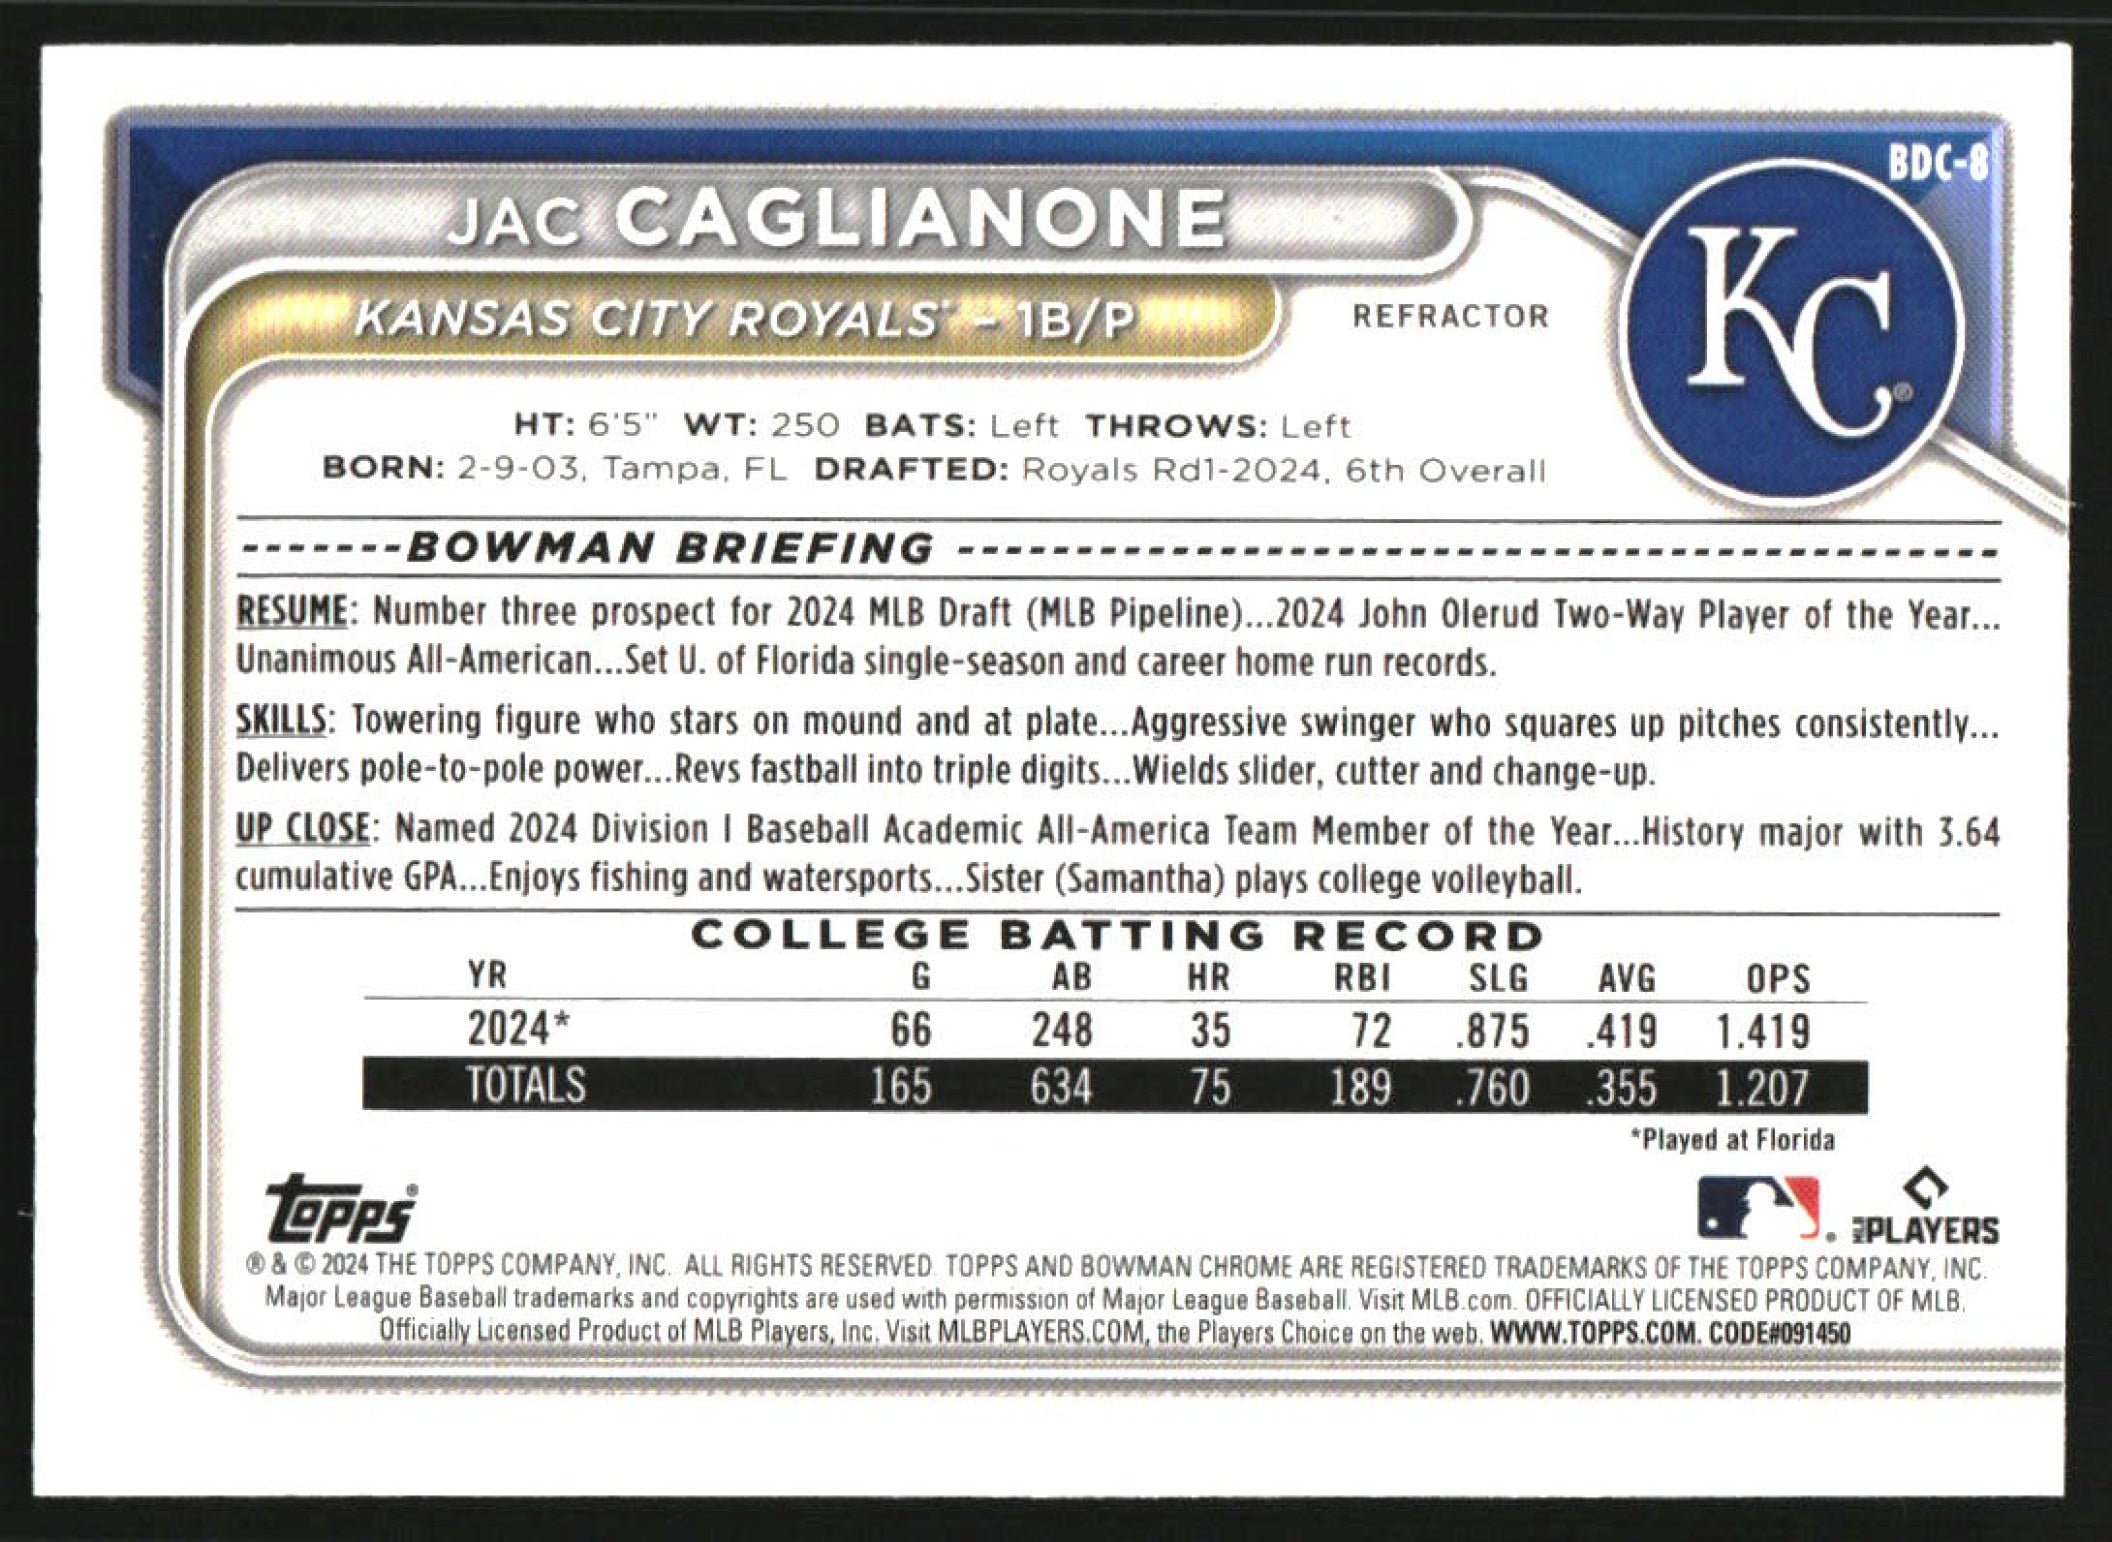 BDC-8
JAC CAGLIANONE
KC®
KANSAS CITY ROYALS™ - 1B/P
REFRACTOR
HT: 6'5" WT: 250 BATS: Left THROWS: Left
BORN: 2-9-03, Tampa, FL DRAFTED: Royals Rd1-2024, 6th Overall
-------BOWMAN BRIEFING --------------------------------------------
RESUME: Number three prospect for 2024 MLB Draft (MLB Pipeline)...2024 John Olerud Two-Way Player of the Year...
Unanimous All-American...Set U. of Florida single-season and career home run records.
SKILLS: Towering figure who stars on mound and at plate...Aggressive swinger who squares up pitches consistently...
Delivers pole-to-pole power...Revs fastball into triple digits...Wields slider, cutter and change-up.
UP CLOSE: Named 2024 Division I Baseball Academic All-America Team Member of the Year...History major with 3.64
cumulative GPA...Enjoys fishing and watersports...Sister (Samantha) plays college volleyball.
COLLEGE BATTING RECORD
YR G AB HR RBI SLG AVG OPS
2024* 66 248 35 72 .875 .419 1.419
TOTALS 165 634 75 189 .760 .355 1.207
*Played at Florida
topps®
MLB PLAYERS
® & © 2024 THE TOPPS COMPANY, INC. ALL RIGHTS RESERVED. TOPPS AND BOWMAN CHROME ARE REGISTERED TRADEMARKS OF THE TOPPS COMPANY, INC.
Major League Baseball trademarks and copyrights are used with permission of Major League Baseball. Visit MLB.com. OFFICIALLY LICENSED PRODUCT OF MLB.
Officially Licensed Product of MLB Players, Inc. Visit MLBPLAYERS.COM, the Players Choice on the web. WWW.TOPPS.COM. CODE#091450